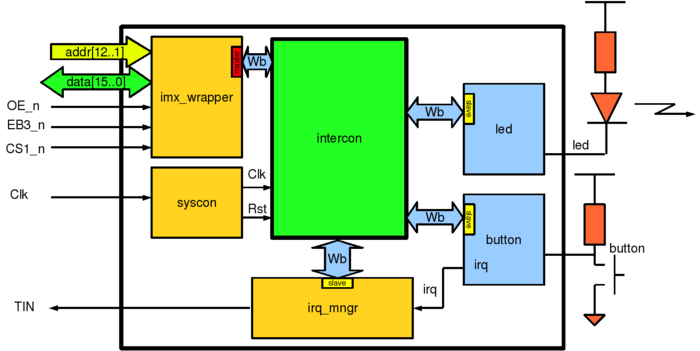 addr[12..1]
data[15..0]
OE_n
EB3_n
CS1_n
Clk
TIN
imx_wrapper
master
Wb
syscon
Clk
Rst
intercon
Wb
slave
led
led
Wb
slave
button
irq
button
Wb
slave
irq_mngr
irq